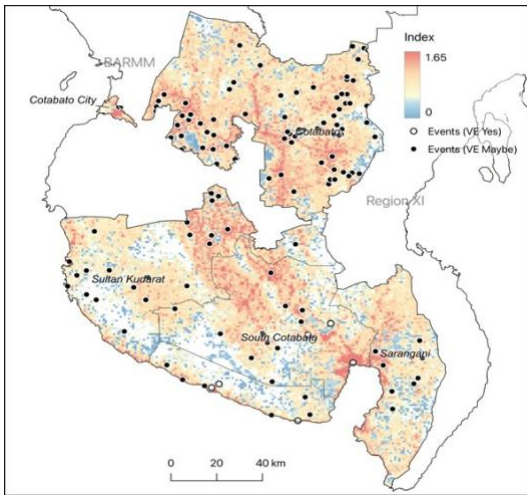 BARMM
Cotabato City
Cotabato
Index
1.65
0
Events (VE Yes)
Events (VE Maybe)
Region XI
Sultan Kudarat
South Cotabato
Sarangani
0 20 40 km